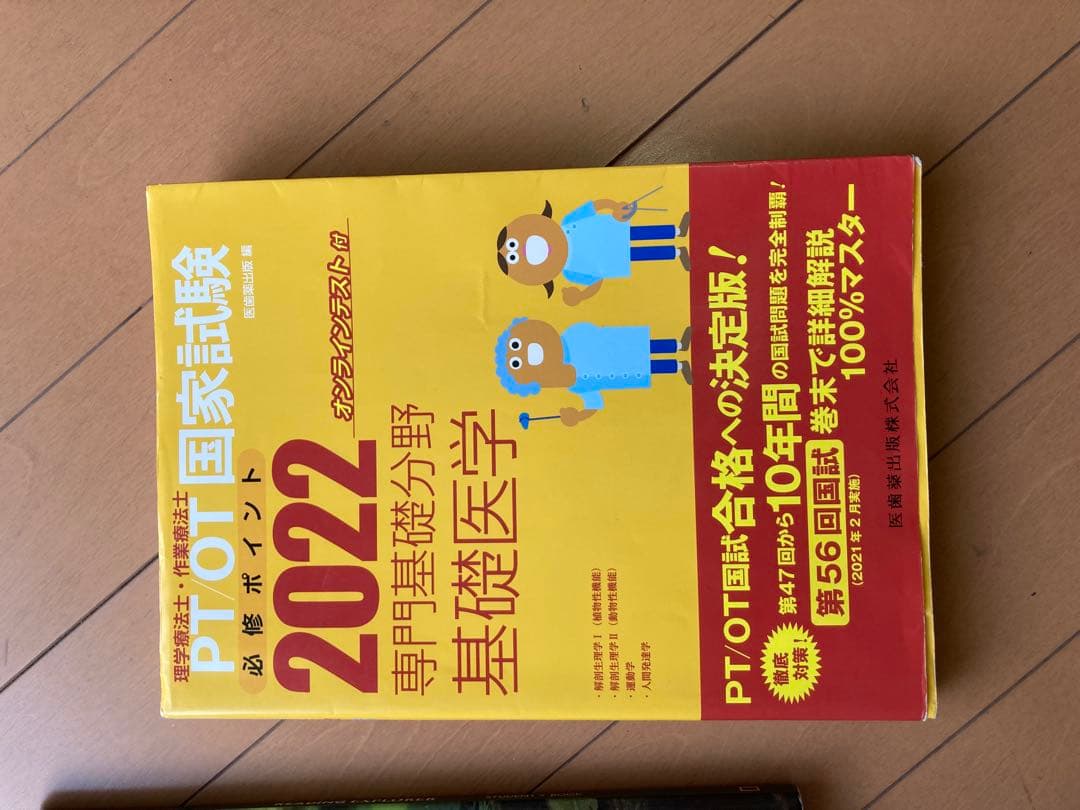 理学療法士・作業療法士
PT/OT 国家試験
医歯薬出版 編
必修ポイント
2022
オンラインテスト付
専門基礎分野
基礎医学
・解剖生理学Ⅰ（植物性機能）
・解剖生理学Ⅱ（動物性機能）
・運動学
・人間発達学
PT/OT国試合格への決定版！
徹底対策！
第47回から10年間の国試問題を完全制覇！
第56回国試 巻末で詳細解説
（2021年2月実施）
100％マスター
医歯薬出版株式会社
READING EXPLORER
STUDENT'S BOOK